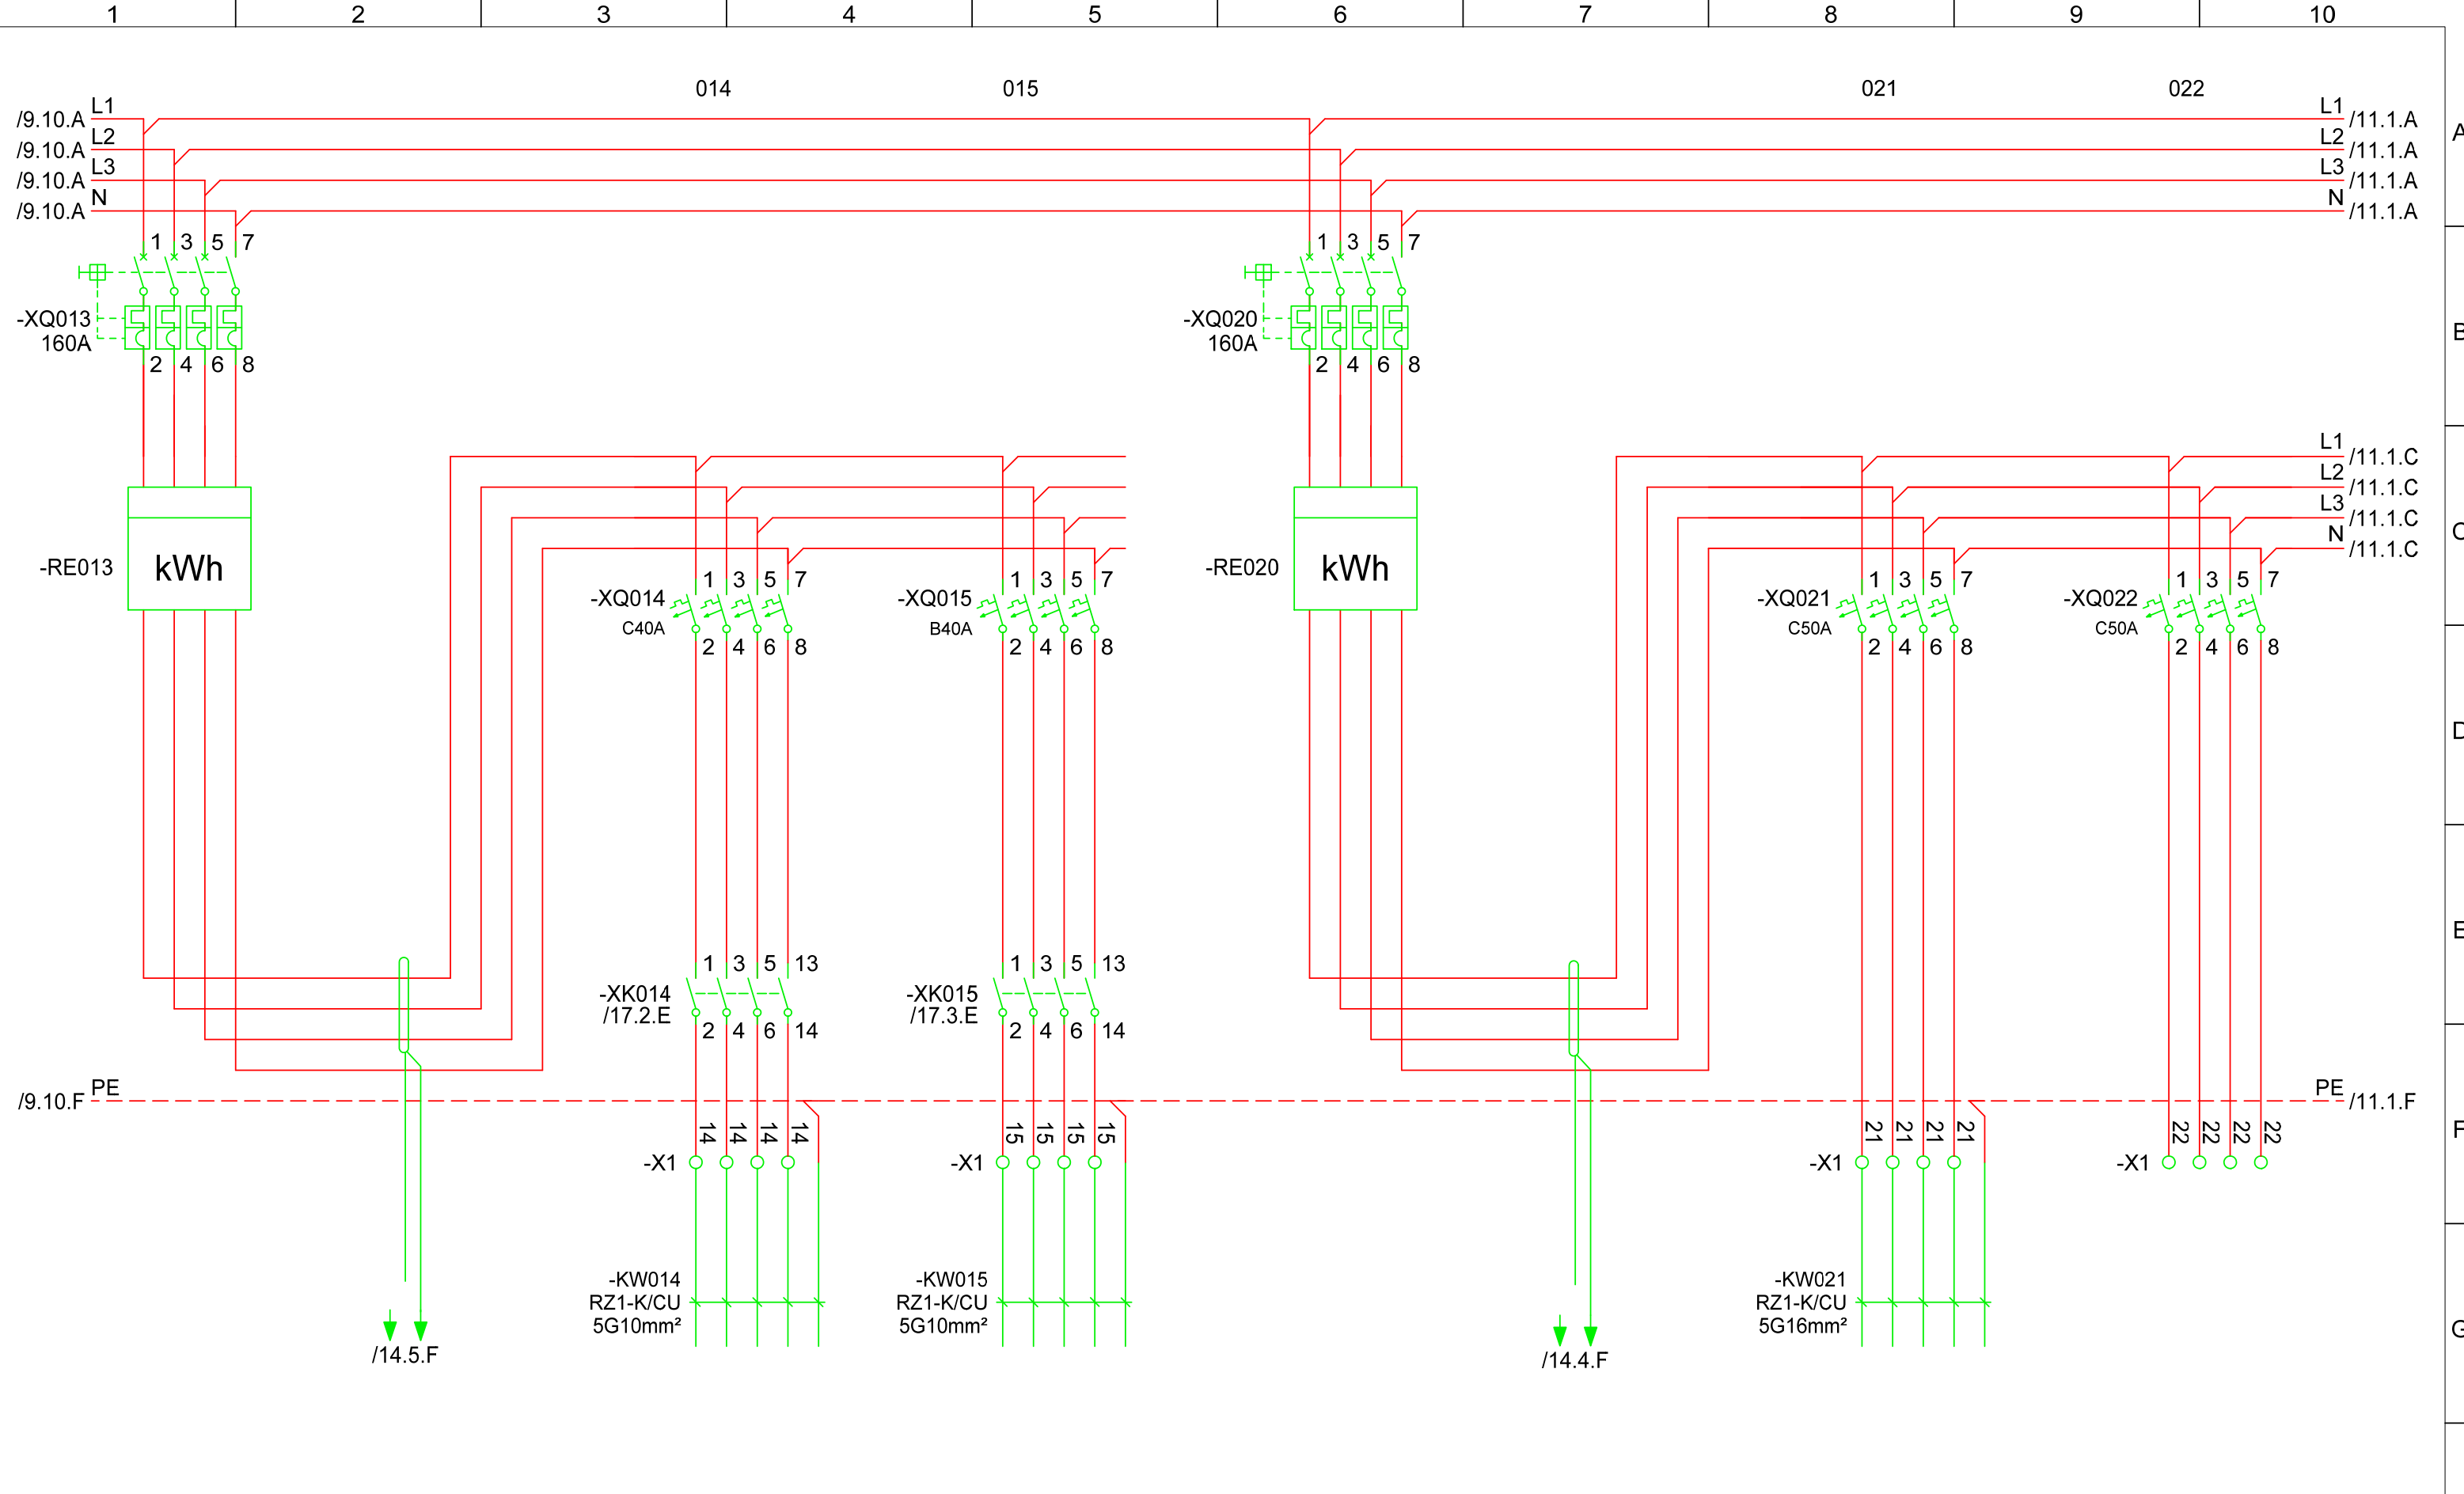 1 2 3 4 5 6 7 8 9 10
014 015 021 022
L1 L1
/9.10.A /11.1.A
L2 L2
/9.10.A /11.1.A
L3 L3
/9.10.A /11.1.A
N N
/9.10.A /11.1.A
A
1 3 5 7 1 3 5 7
-XQ013 -XQ020
160A 160A
B
2 4 6 8 2 4 6 8
L1
/11.1.C
L2
/11.1.C
L3
/11.1.C
N
/11.1.C
C
-RE013 kWh -RE020 kWh
1 3 5 7 1 3 5 7 1 3 5 7 1 3 5 7
-XQ014 -XQ015 -XQ021 -XQ022
C40A B40A C50A C50A
2 4 6 8 2 4 6 8 2 4 6 8 2 4 6 8
D
E
1 3 5 13 1 3 5 13
-XK014 -XK015
/17.2.E /17.3.E
2 4 6 14 2 4 6 14
PE PE
/9.10.F /11.1.F
14 14 14 14 15 15 15 15 21 21 21 21 22 22 22 22
F
-X1 -X1 -X1 -X1
-KW014 -KW015 -KW021
RZ1-K/CU RZ1-K/CU RZ1-K/CU
5G10mm² 5G10mm² 5G16mm²
G
/14.5.F /14.4.F